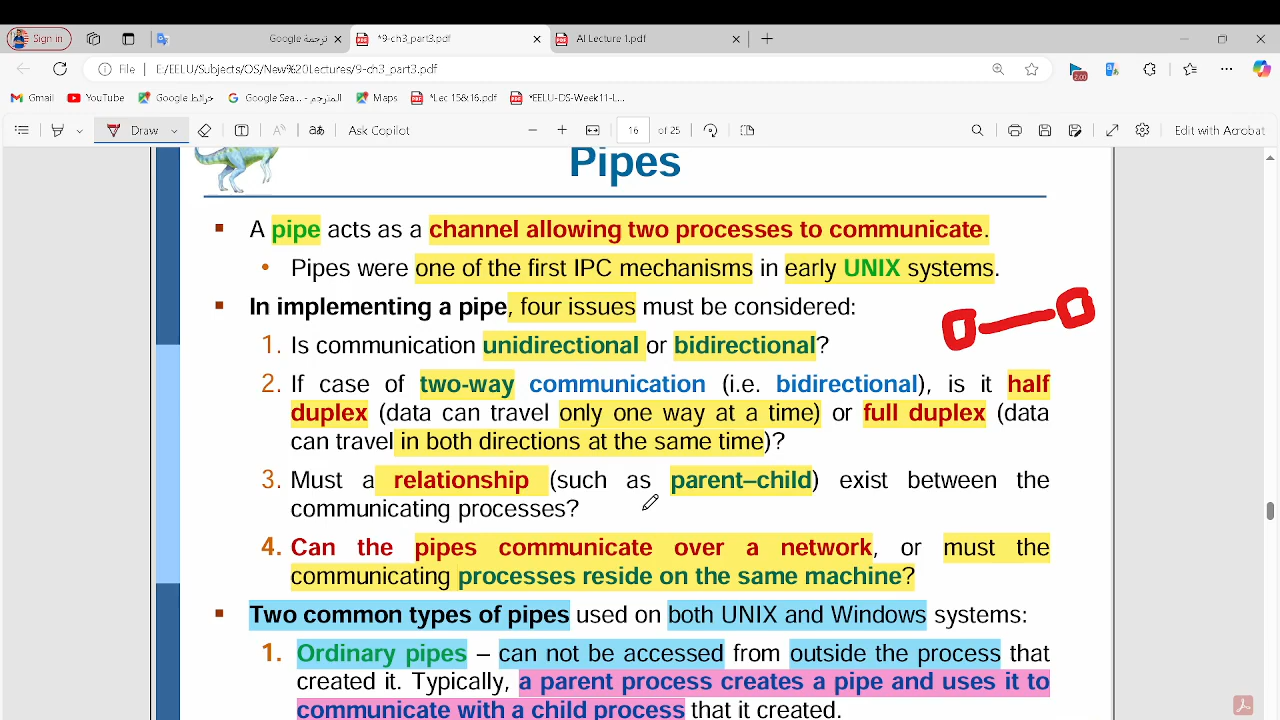 Sign in
ترجمة Google
*9-ch3_part3.pdf
AI Lecture 1.pdf
File
E:/EELU/Subjects/OS/New%20Lectures/9-ch3_part3.pdf
2.00
Gmail
YouTube
خرائط Google
Google Sea...
المترجم
Maps
*Lec 15&16.pdf
*EELU-DS-Week11-L...
Draw
Ask Copilot
16
of 25
Edit with Acrobat
Pipes
▪ A pipe acts as a channel allowing two processes to communicate.
• Pipes were one of the first IPC mechanisms in early UNIX systems.
▪ In implementing a pipe, four issues must be considered:
1. Is communication unidirectional or bidirectional?
2. If case of two-way communication (i.e. bidirectional), is it half
duplex (data can travel only one way at a time) or full duplex (data
can travel in both directions at the same time)?
3. Must a relationship (such as parent–child) exist between the
communicating processes?
4. Can the pipes communicate over a network, or must the
communicating processes reside on the same machine?
▪ Two common types of pipes used on both UNIX and Windows systems:
1. Ordinary pipes – can not be accessed from outside the process that
created it. Typically, a parent process creates a pipe and uses it to
communicate with a child process that it created.